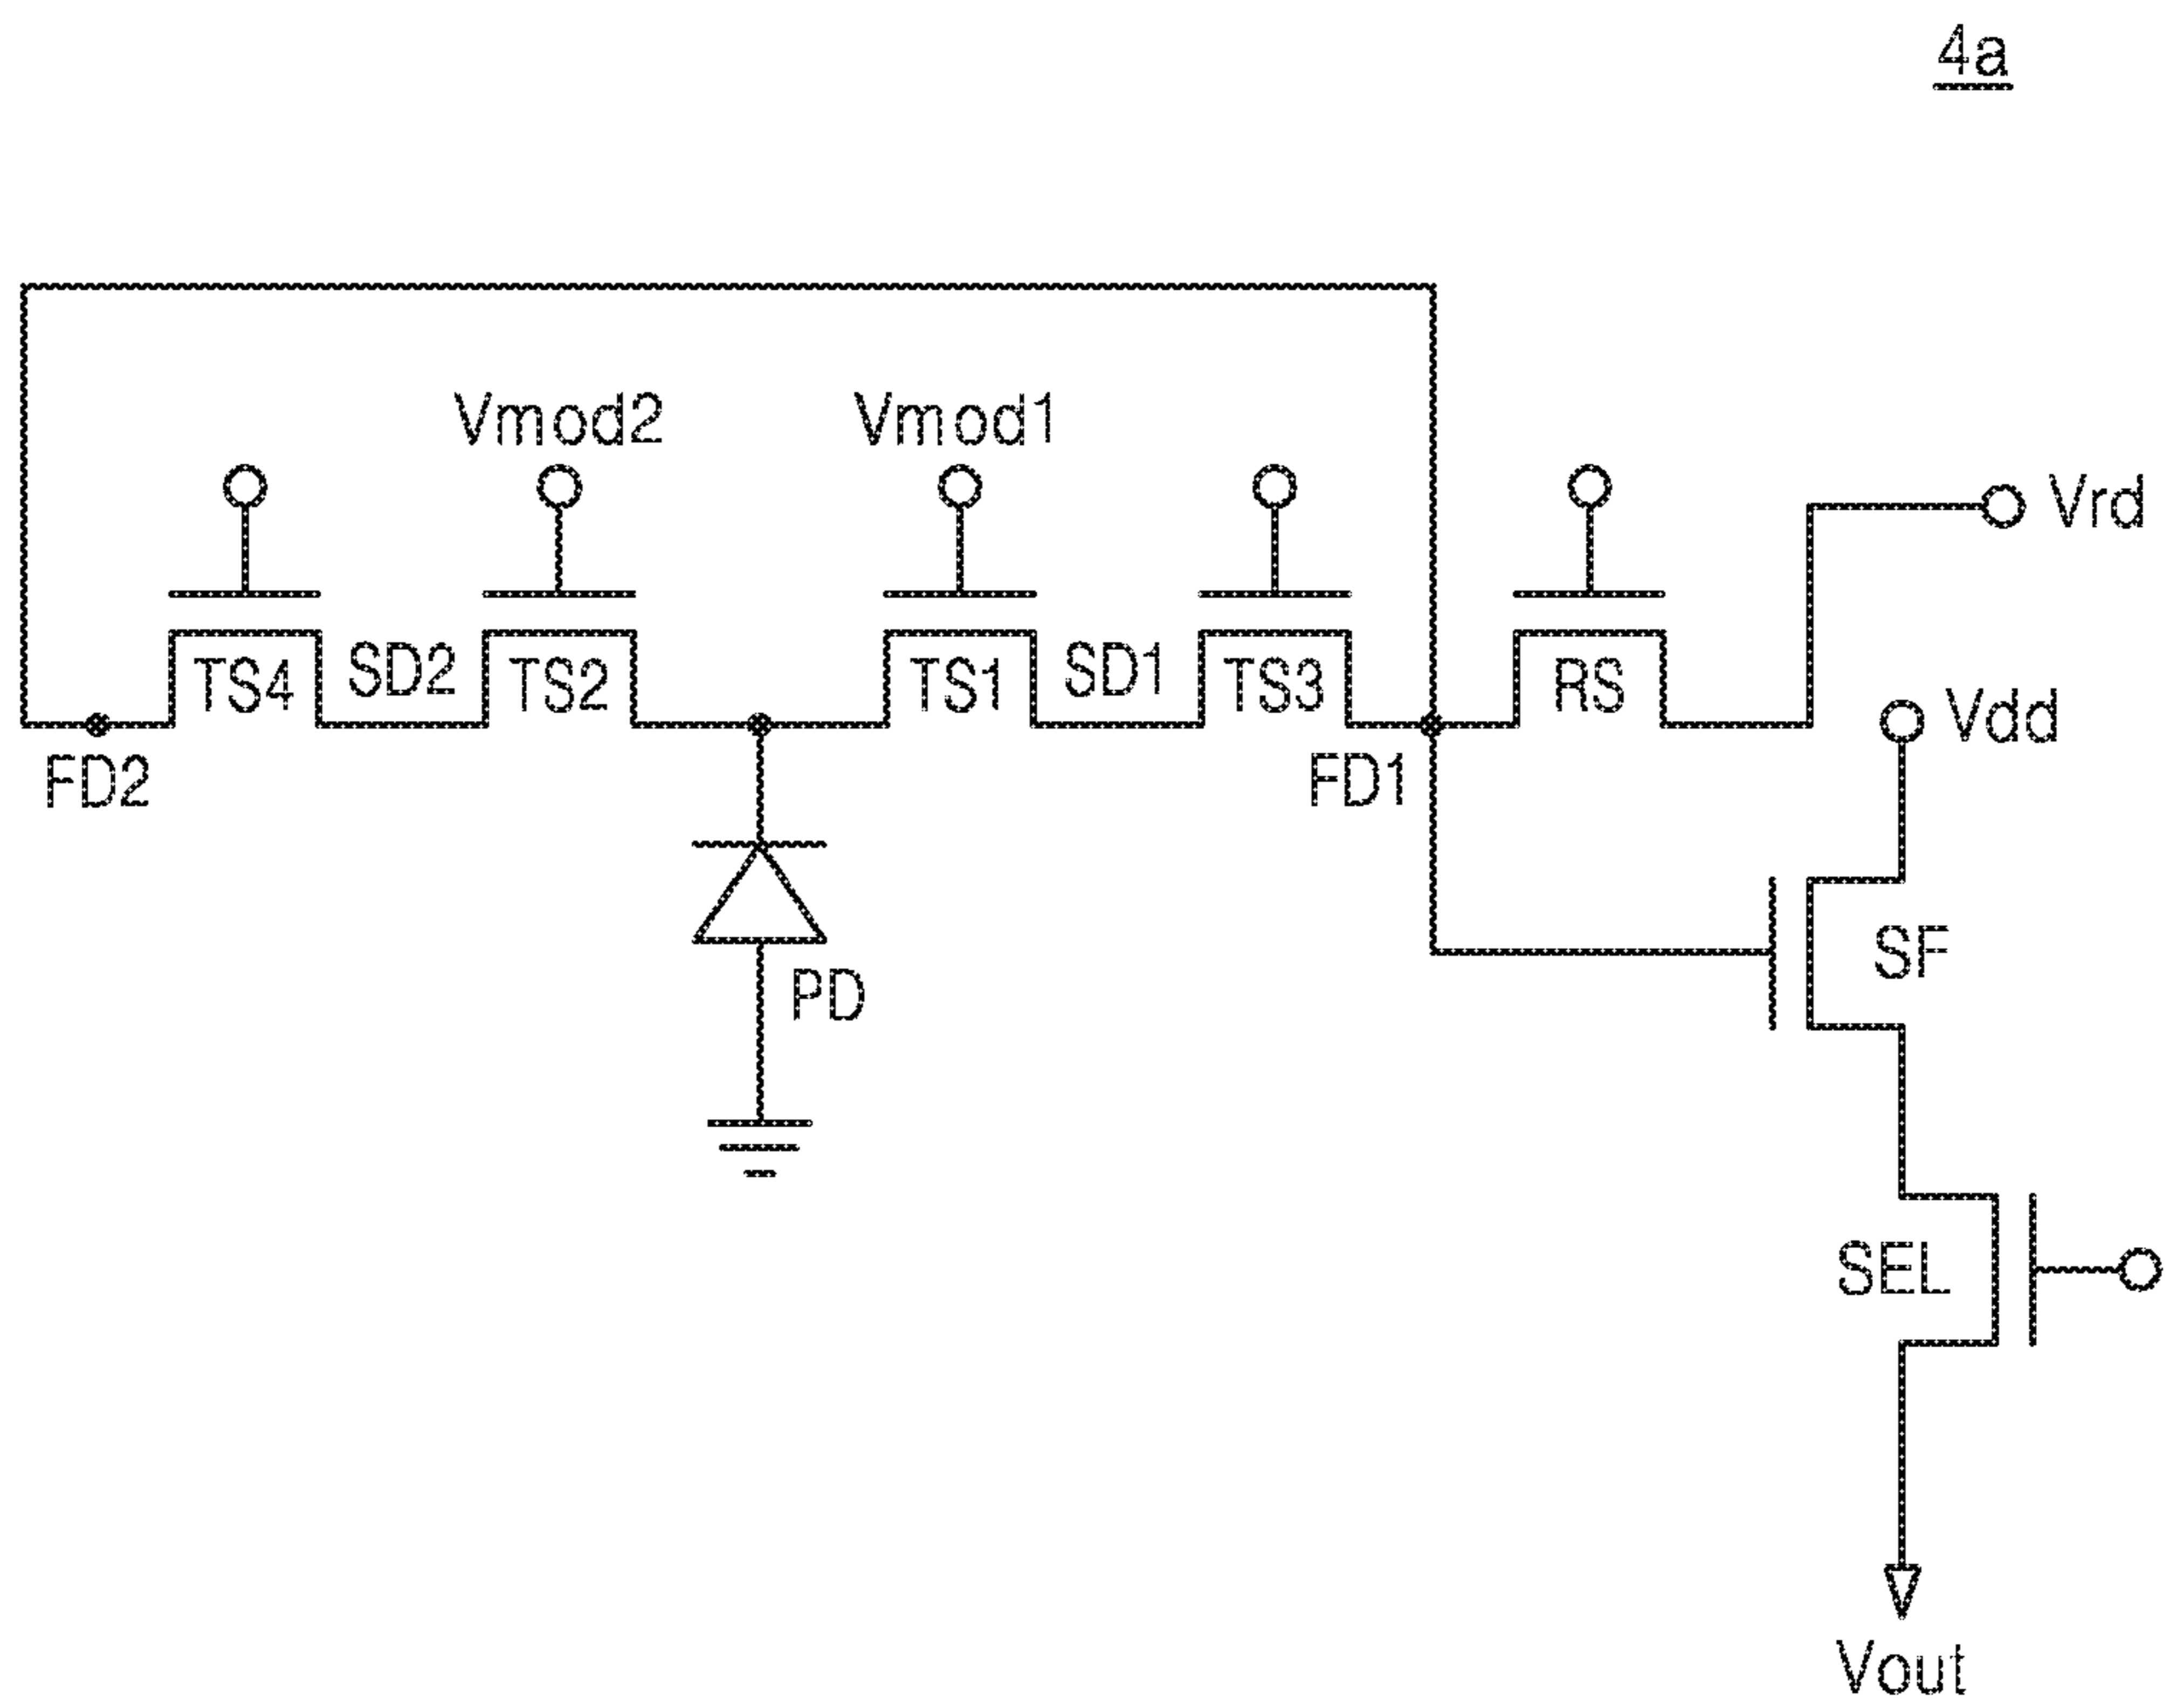 4a
Vmod2 Vmod1
Vrd
TS4 SD2 TS2 TS1 SD1 TS3 RS
Vdd
FD2 FD1
SF
PD
SEL
Vout